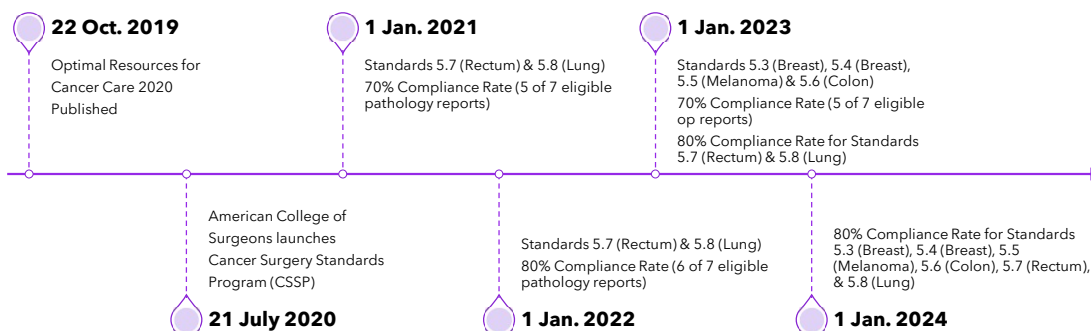 22 Oct. 2019
Optimal Resources for
Cancer Care 2020
Published
21 July 2020
American College of
Surgeons launches
Cancer Surgery Standards
Program (CSSP)
1 Jan. 2021
Standards 5.7 (Rectum) & 5.8 (Lung)
70% Compliance Rate (5 of 7 eligible
pathology reports)
1 Jan. 2022
Standards 5.7 (Rectum) & 5.8 (Lung)
80% Compliance Rate (6 of 7 eligible
pathology reports)
1 Jan. 2023
Standards 5.3 (Breast), 5.4 (Breast),
5.5 (Melanoma) & 5.6 (Colon)
70% Compliance Rate (5 of 7 eligible
op reports)
80% Compliance Rate for Standards
5.7 (Rectum) & 5.8 (Lung)
1 Jan. 2024
80% Compliance Rate for Standards
5.3 (Breast), 5.4 (Breast), 5.5
(Melanoma), 5.6 (Colon), 5.7 (Rectum),
& 5.8 (Lung)